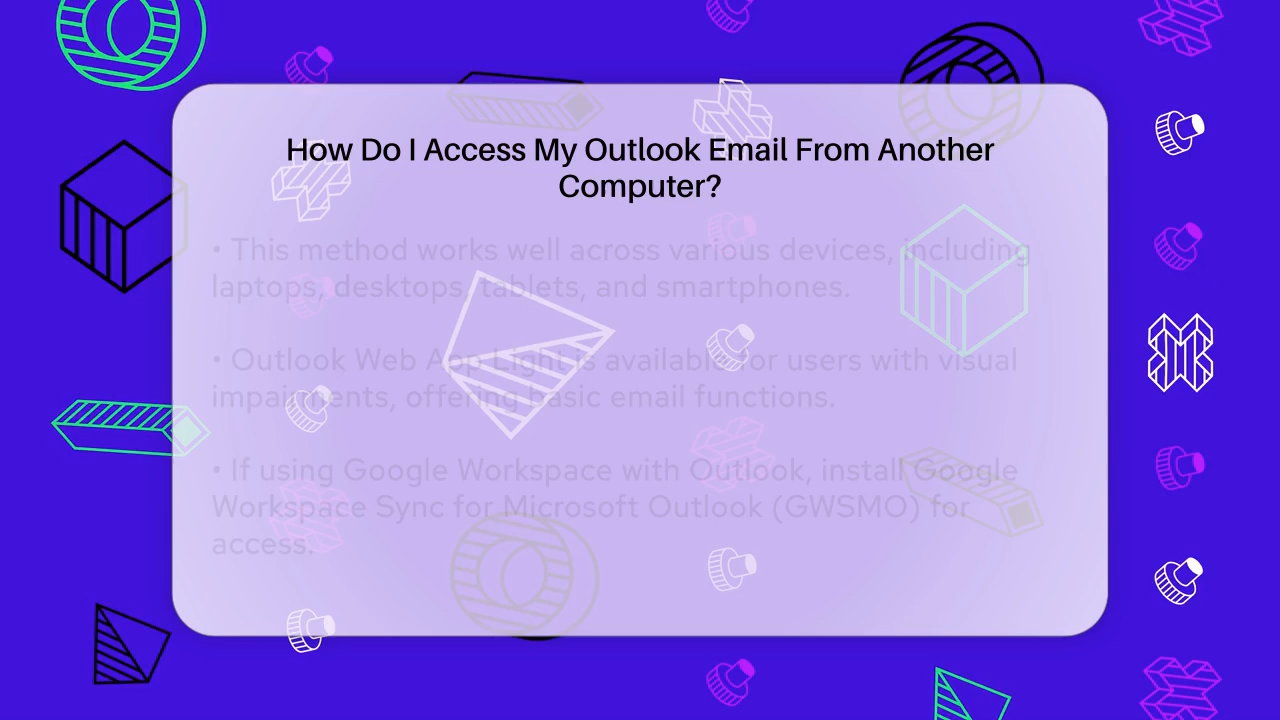 How Do I Access My Outlook Email From Another
Computer?
• This method works well across various devices, including
laptops, desktops, tablets, and smartphones.
• Outlook Web App Light is available for users with visual
impairments, offering basic email functions.
• If using Google Workspace with Outlook, install Google
Workspace Sync for Microsoft Outlook (GWSMO) for
access.